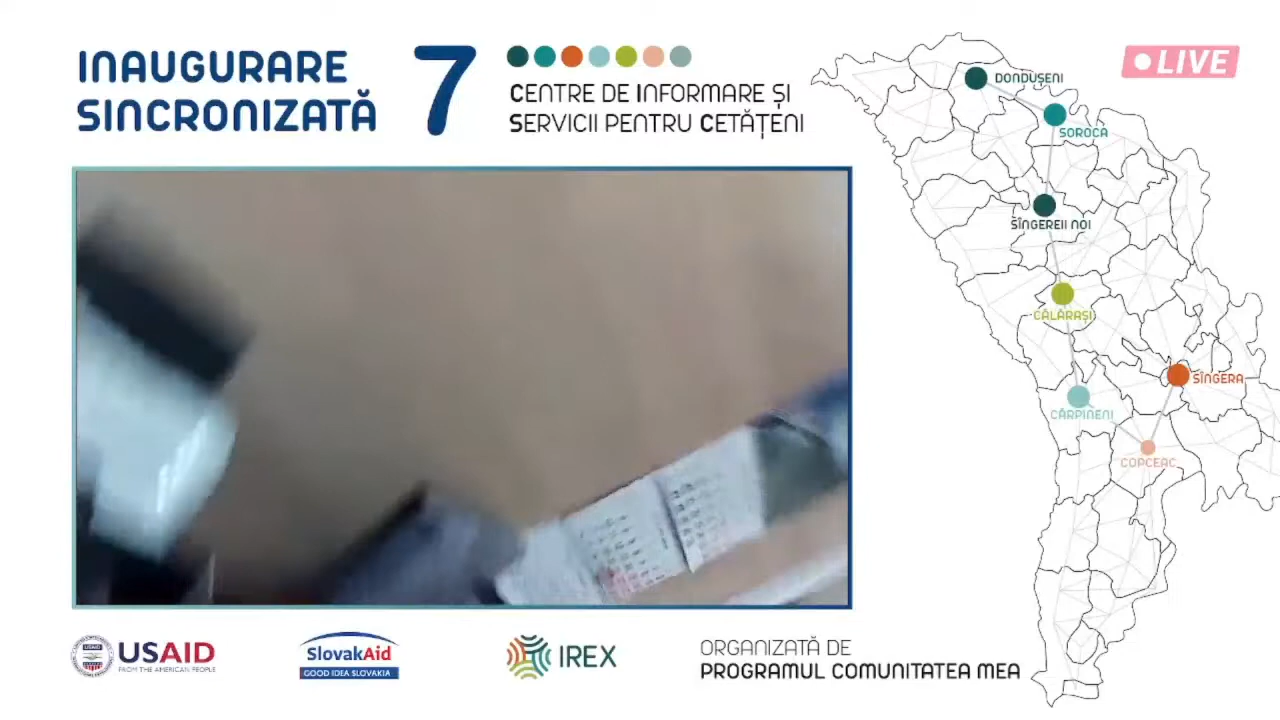 INAUGURARE
SINCRONIZATĂ
7
CENTRE DE INFORMARE ȘI
SERVICII PENTRU CETĂȚENI
LIVE
DONDUȘENI
SOROCA
SÎNGEREII NOI
CĂLĂRAȘI
SÎNGERA
CĂRPINENI
COPCEAC
USAID
FROM THE AMERICAN PEOPLE
SlovakAid
GOOD IDEA SLOVAKIA
IREX
ORGANIZATĂ DE
PROGRAMUL COMUNITATEA MEA